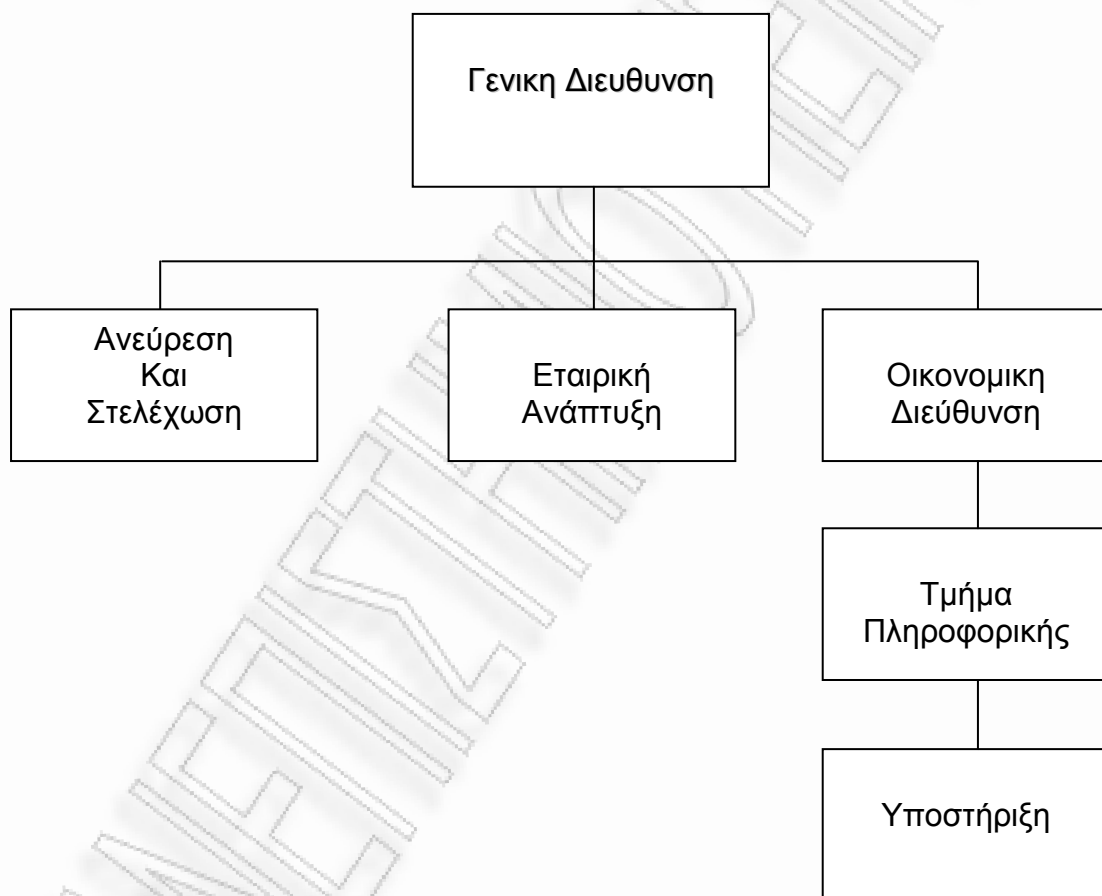 Γενικη Διευθυνση
Ανεύρεση
Και
Στελέχωση
Εταιρική
Ανάπτυξη
Οικονομικη
Διεύθυνση
Τμήμα
Πληροφορικής
Υποστήριξη